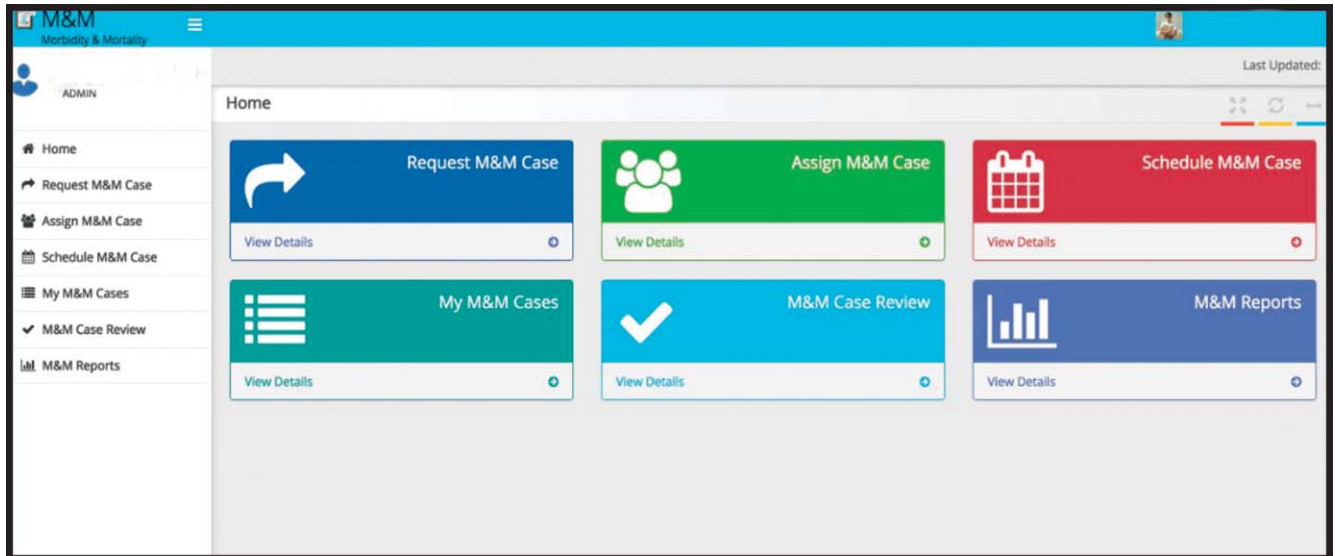 M&M
Morbidity & Mortality
Last Updated:
ADMIN
Home
Home
Request M&M Case
Assign M&M Case
Schedule M&M Case
My M&M Cases
M&M Case Review
M&M Reports
Request M&M Case
View Details
Assign M&M Case
View Details
Schedule M&M Case
View Details
My M&M Cases
View Details
M&M Case Review
View Details
M&M Reports
View Details